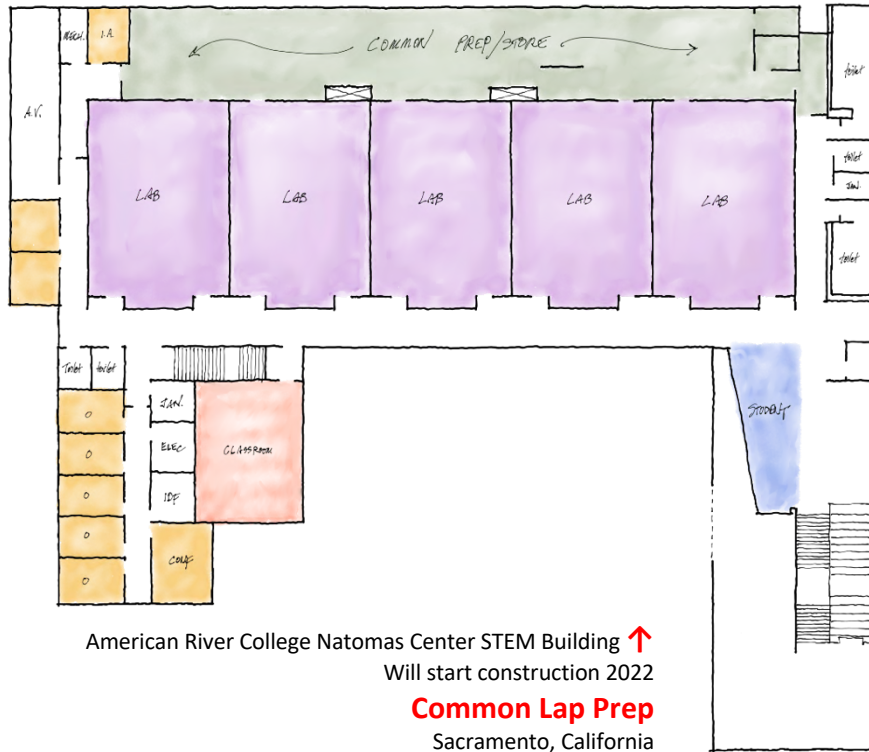 MECH.
I.A.
COMMON PREP/STORE
toilet
A.V.
toilet
JAN.
LAB
LAB
LAB
LAB
LAB
toilet
Toilet
toilet
JAN.
STUDENT
O
ELEC
CLASSROOM
O
O
IDF
O
CONF
O
American River College Natomas Center STEM Building ↑
Will start construction 2022
Common Lap Prep
Sacramento, California